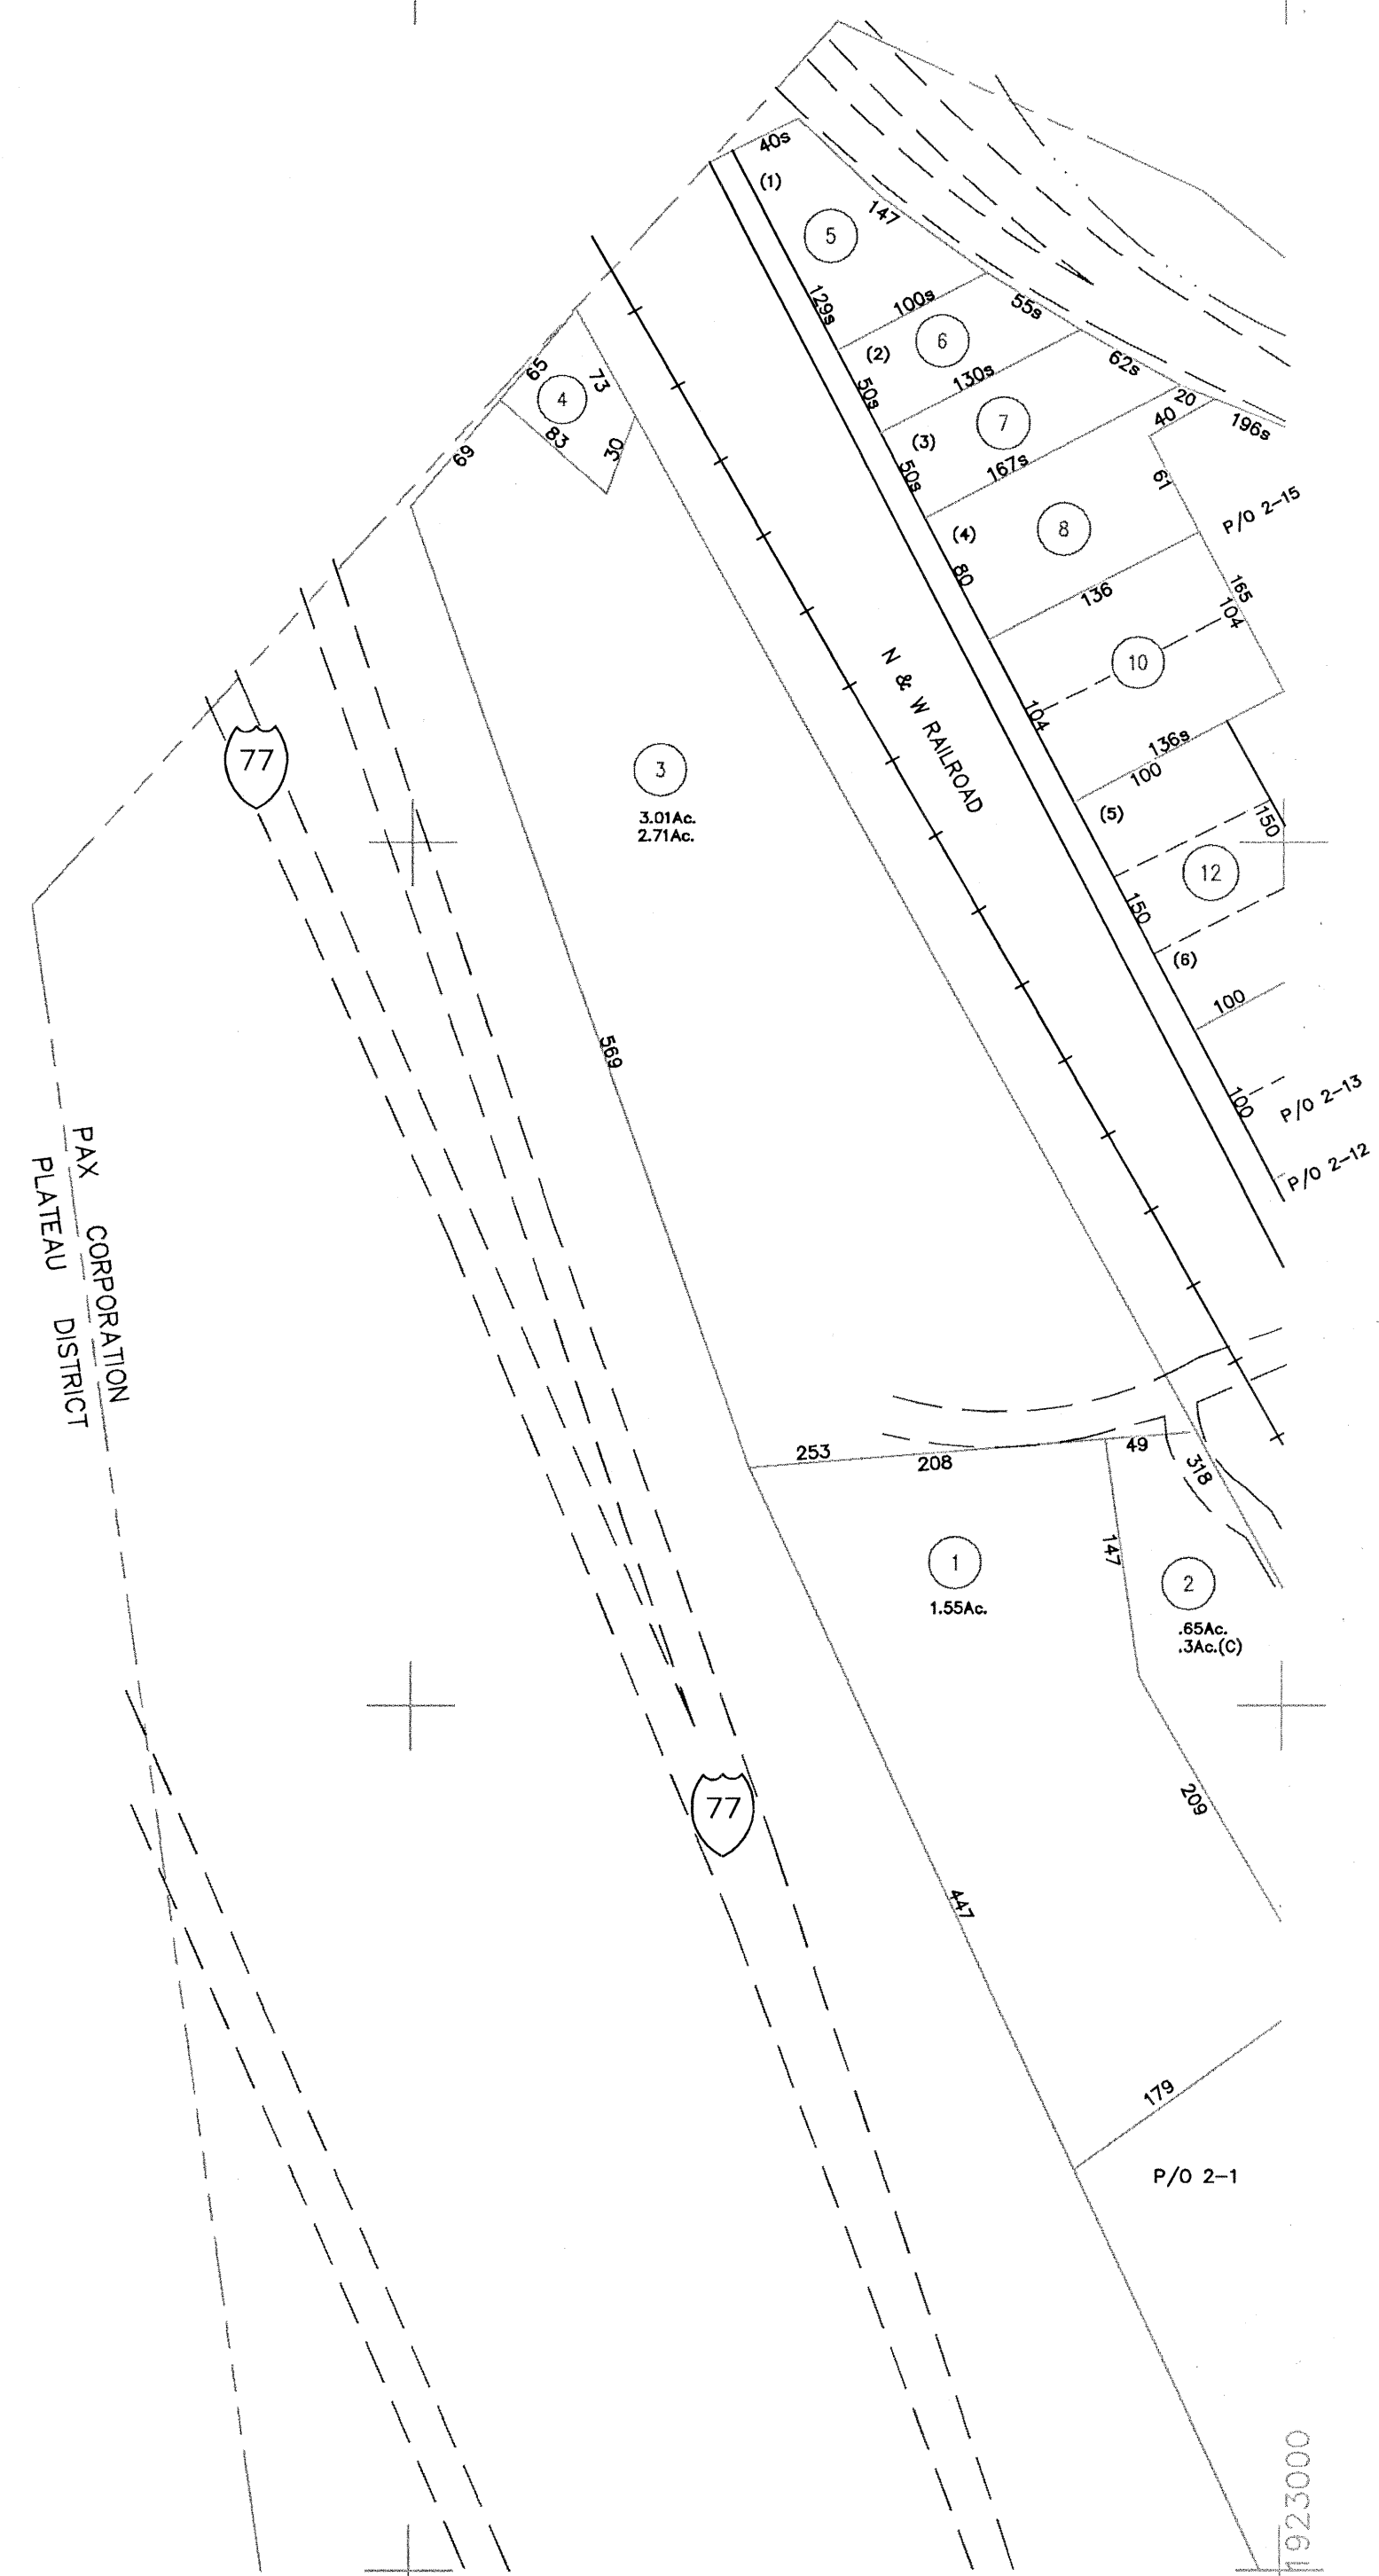 40s
(1)
147
5
129s
100s
55s
(2)
6
50s
130s
62s
(3)
7
20
40
196s
50s
167s
61
P/O 2-15
(4)
8
80
136
165
104
10
104
136s
100
(5)
150
12
150
(6)
100
100
P/O 2-13
P/O 2-12
65
73
4
83
30
69
N & W RAILROAD
77
3
3.01Ac.
2.71Ac.
569
PAX CORPORATION
PLATEAU DISTRICT
253
208
49
318
147
1
1.55Ac.
2
.65Ac.
.3Ac.(C)
77
209
447
179
P/O 2-1
1923000